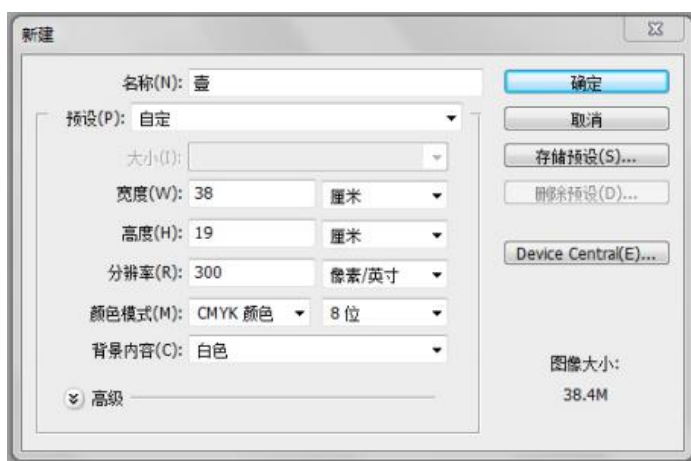 新建
名称(N): 壹
确定
预设(P): 自定
取消
大小(I):
存储预设(S)...
宽度(W): 38 厘米
删除预设(D)...
高度(H): 19 厘米
Device Central(E)...
分辨率(R): 300 像素/英寸
颜色模式(M): CMYK 颜色 8 位
背景内容(C): 白色
图像大小:
高级
38.4M